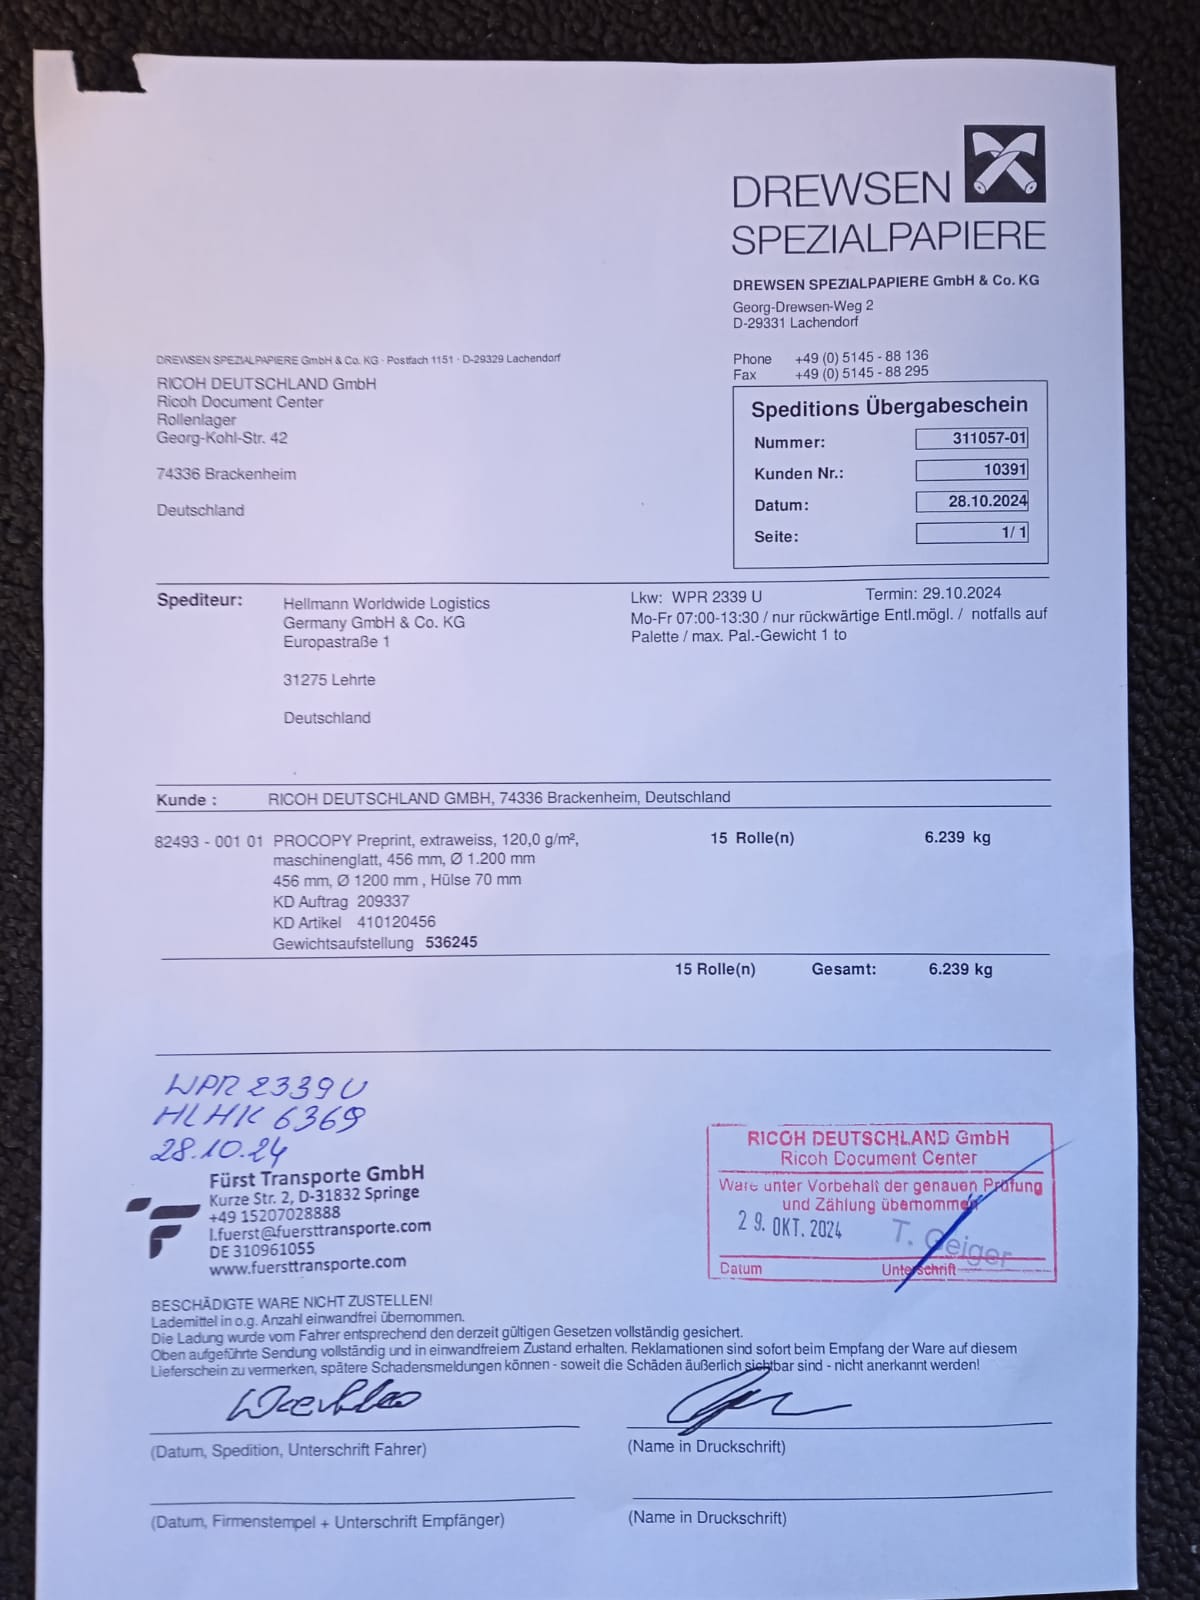 DREWSEN
SPEZIALPAPIERE
DREWSEN SPEZIALPAPIERE GmbH & Co. KG
Georg-Drewsen-Weg 2
D-29331 Lachendorf
Phone +49 (0) 5145 - 88 136
Fax +49 (0) 5145 - 88 295
DREWSEN SPEZIALPAPIERE GmbH & Co. KG · Postfach 1151 · D-29329 Lachendorf
RICOH DEUTSCHLAND GmbH
Ricoh Document Center
Rollenlager
Georg-Kohl-Str. 42
74336 Brackenheim
Deutschland
Speditions Übergabeschein
Nummer: 311057-01
Kunden Nr.: 10391
Datum: 28.10.2024
Seite: 1/ 1
Spediteur:
Hellmann Worldwide Logistics
Germany GmbH & Co. KG
Europastraße 1
31275 Lehrte
Deutschland
Lkw: WPR 2339 U Termin: 29.10.2024
Mo-Fr 07:00-13:30 / nur rückwärtige Entl.mögl. / notfalls auf
Palette / max. Pal.-Gewicht 1 to
Kunde : RICOH DEUTSCHLAND GMBH, 74336 Brackenheim, Deutschland
82493 - 001 01 PROCOPY Preprint, extraweiss, 120,0 g/m², 15 Rolle(n) 6.239 kg
maschinenglatt, 456 mm, Ø 1.200 mm
456 mm, Ø 1200 mm , Hülse 70 mm
KD Auftrag 209337
KD Artikel 410120456
Gewichtsaufstellung 536245
15 Rolle(n) Gesamt: 6.239 kg
WPR 2339 U
HLHK 6369
28.10.24
Fürst Transporte GmbH
Kurze Str. 2, D-31832 Springe
+49 15207028888
l.fuerst@fuersttransporte.com
DE 310961055
www.fuersttransporte.com
RICOH DEUTSCHLAND GmbH
Ricoh Document Center
Ware unter Vorbehalt der genauen Prüfung
und Zählung übernommen
29. OKT. 2024 T. Geiger
Datum Unterschrift
BESCHÄDIGTE WARE NICHT ZUSTELLEN!
Lademittel in o.g. Anzahl einwandfrei übernommen.
Die Ladung wurde vom Fahrer entsprechend den derzeit gültigen Gesetzen vollständig gesichert.
Oben aufgeführte Sendung vollständig und in einwandfreiem Zustand erhalten. Reklamationen sind sofort beim Empfang der Ware auf diesem
Lieferschein zu vermerken, spätere Schadensmeldungen können - soweit die Schäden äußerlich sichtbar sind - nicht anerkannt werden!
(Datum, Spedition, Unterschrift Fahrer) (Name in Druckschrift)
(Datum, Firmenstempel + Unterschrift Empfänger) (Name in Druckschrift)